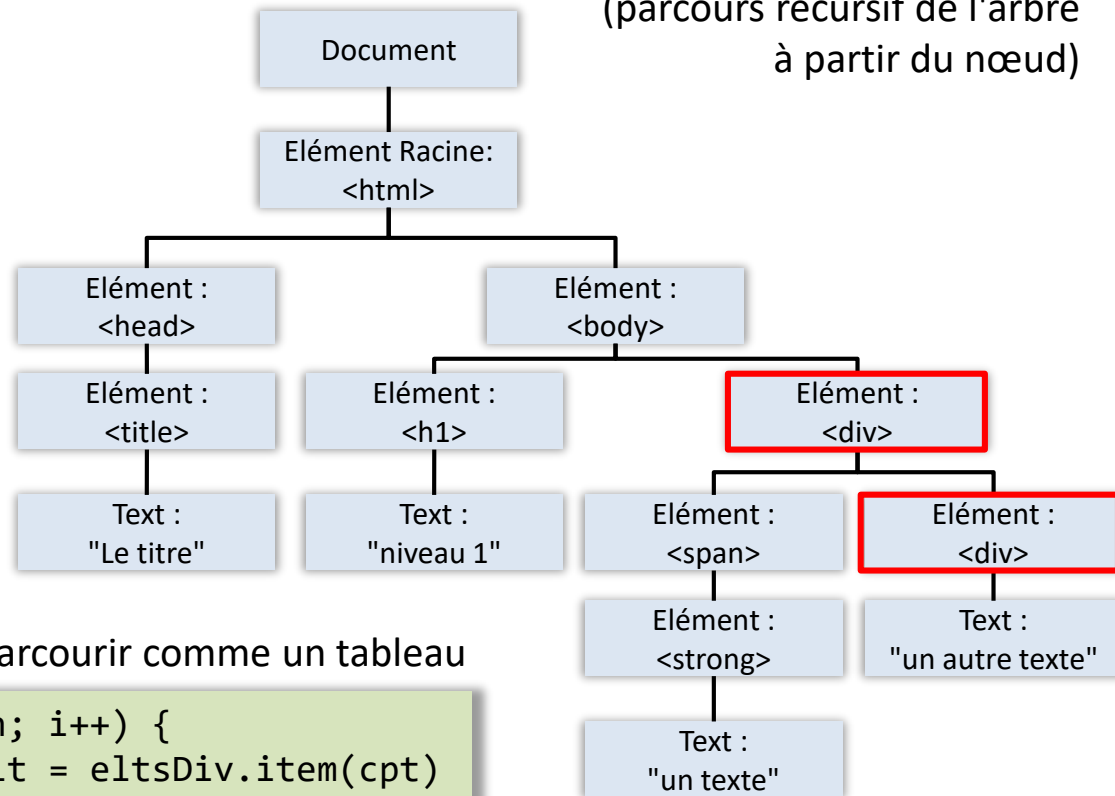 (parcours récursif de l'arbre
à partir du nœud)
Document
Elément Racine:
<html>
Elément :
<head>
Elément :
<body>
Elément :
<title>
Elément :
<h1>
Elément :
<div>
Text :
"Le titre"
Text :
"niveau 1"
Elément :
<span>
Elément :
<div>
Elément :
<strong>
Text :
"un autre texte"
Text :
"un texte"
arcourir comme un tableau
; i++) {
t = eltsDiv.item(cpt)